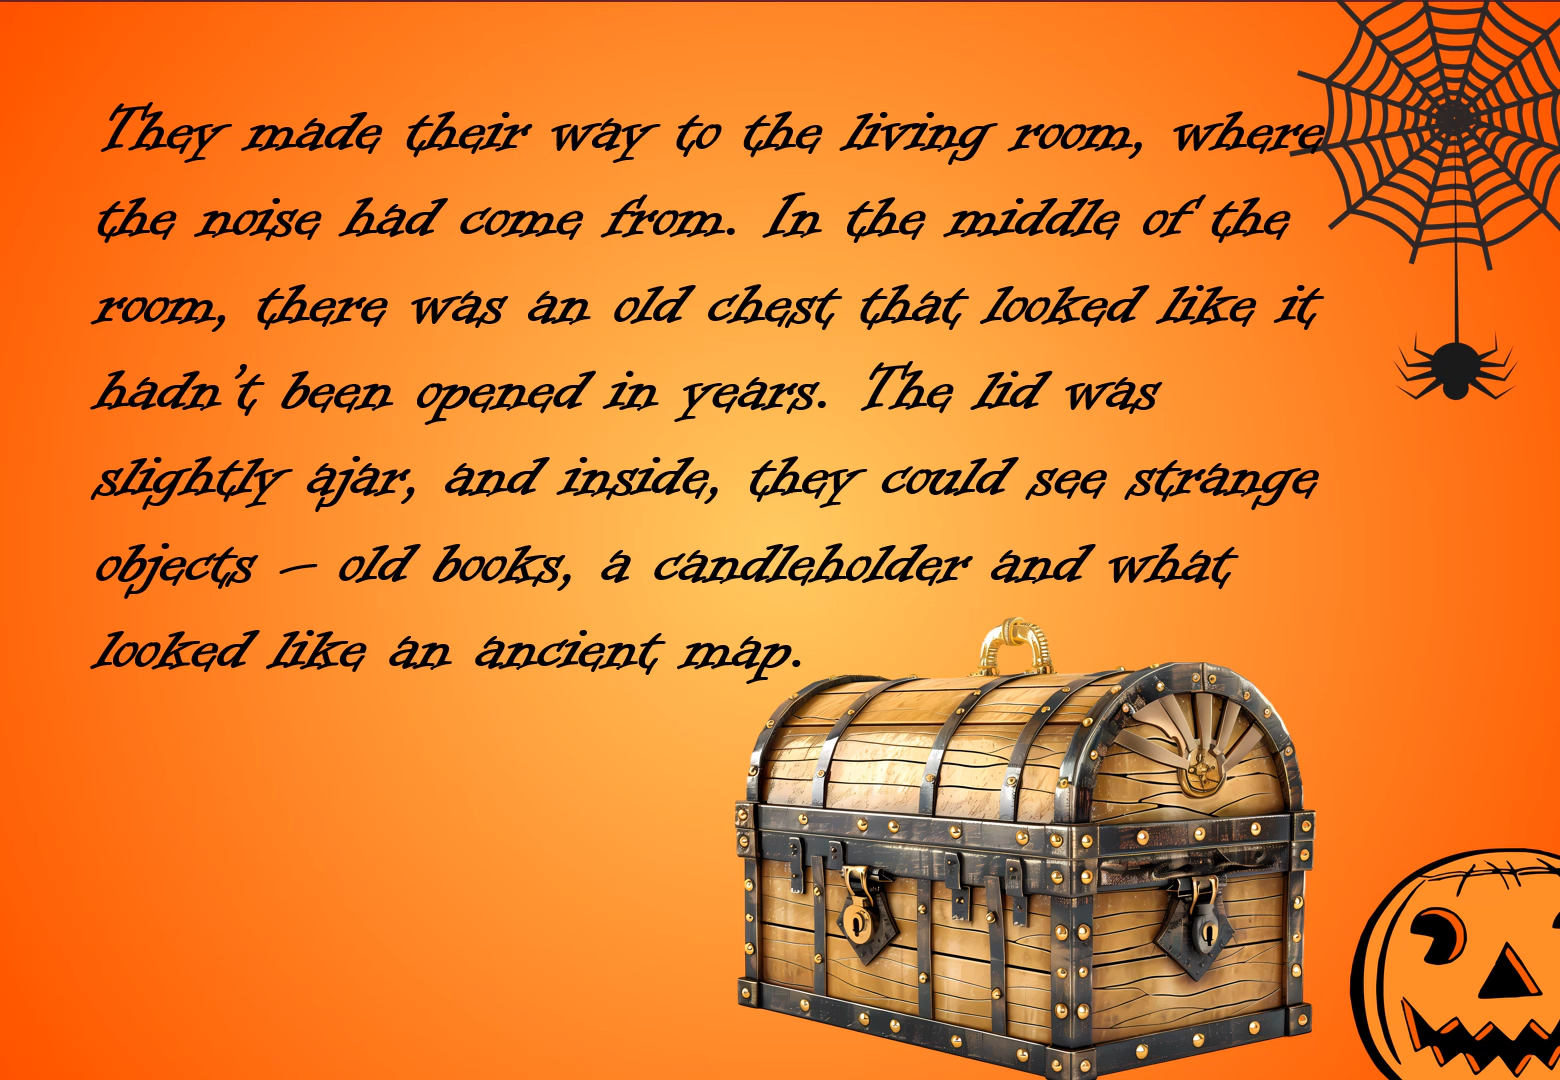 They made their way to the living room, where
the noise had come from. In the middle of the
room, there was an old chest that looked like it
hadn't been opened in years. The lid was
slightly ajar, and inside, they could see strange
objects – old books, a candleholder and what
looked like an ancient map.